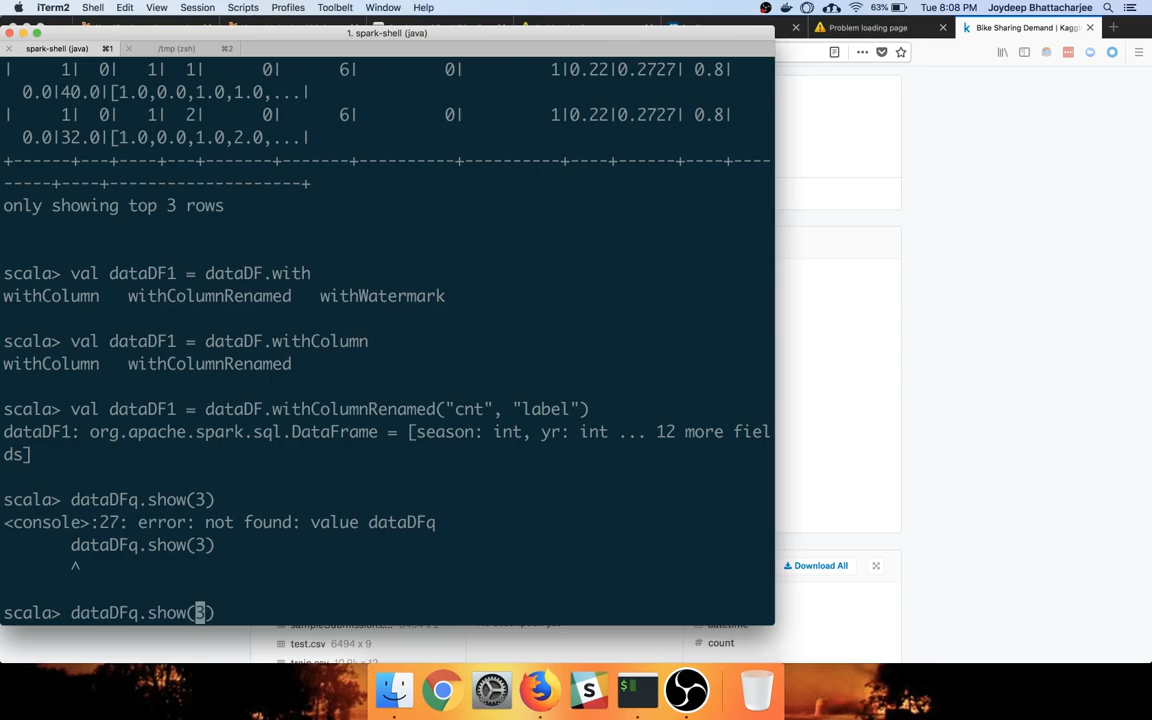 iTerm2 Shell Edit View Session Scripts Profiles Toolbelt Window Help 63% Tue 8:08 PM Joydeep Bhattacharjee
1. spark-shell (java)
spark-shell (java) ⌘1 /tmp (zsh) ⌘2
Problem loading page
Bike Sharing Demand | Kaggl
| 1| 0| 1| 1| 0| 6| 0| 1|0.22|0.2727| 0.8|
0.0|40.0|[1.0,0.0,1.0,1.0,...|
| 1| 0| 1| 2| 0| 6| 0| 1|0.22|0.2727| 0.8|
0.0|32.0|[1.0,0.0,1.0,2.0,...|
+------+---+----+---+-------+-------+----------+----------+----+------+----+----
-----+----+--------------------+
only showing top 3 rows
scala> val dataDF1 = dataDF.with
withColumn withColumnRenamed withWatermark
scala> val dataDF1 = dataDF.withColumn
withColumn withColumnRenamed
scala> val dataDF1 = dataDF.withColumnRenamed("cnt", "label")
dataDF1: org.apache.spark.sql.DataFrame = [season: int, yr: int ... 12 more fiel
ds]
scala> dataDFq.show(3)
<console>:27: error: not found: value dataDFq
dataDFq.show(3)
^
scala> dataDFq.show(3)
Download All
test.csv 6494 x 9
# count